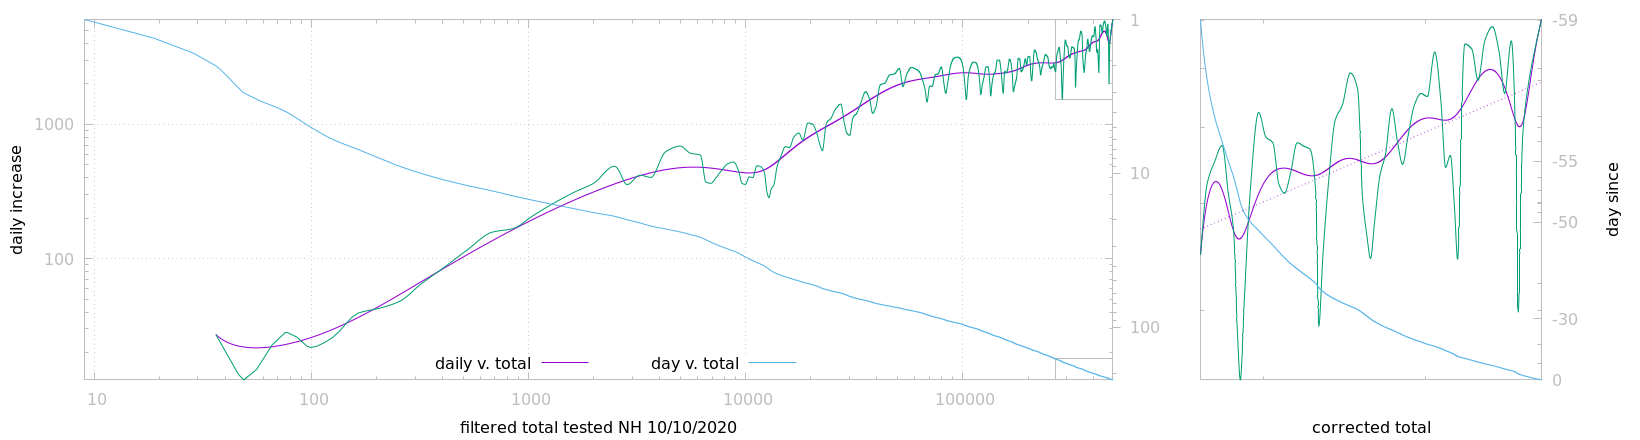 daily increase
1000
100
daily v. total
day v. total
10
100
1000
10000
100000
filtered total tested NH 10/10/2020
1
10
100
-59
-55
-50
-30
0
day since
corrected total